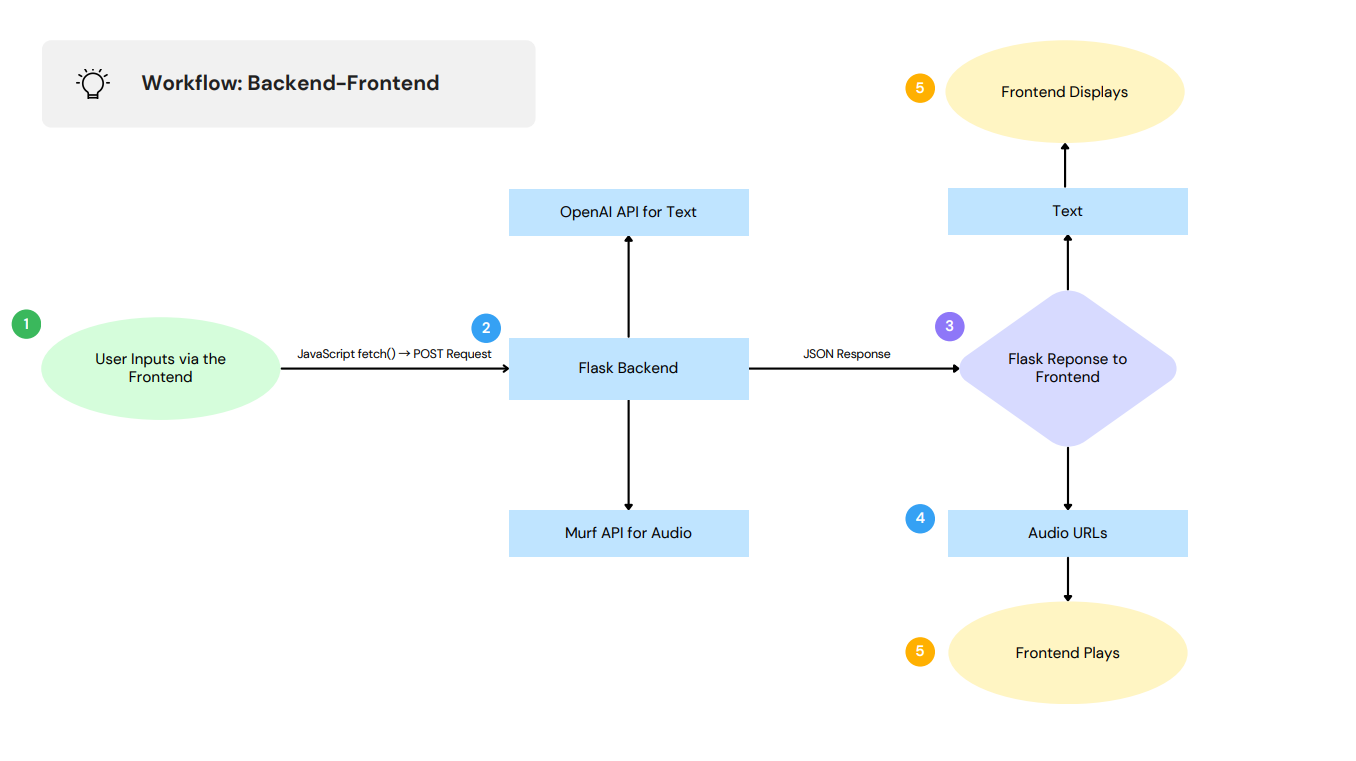 Workflow: Backend-Frontend
5
Frontend Displays
OpenAI API for Text
Text
1
User Inputs via the
Frontend
JavaScript fetch() → POST Request
2
Flask Backend
JSON Response
3
Flask Reponse to
Frontend
Murf API for Audio
4
Audio URLs
5
Frontend Plays